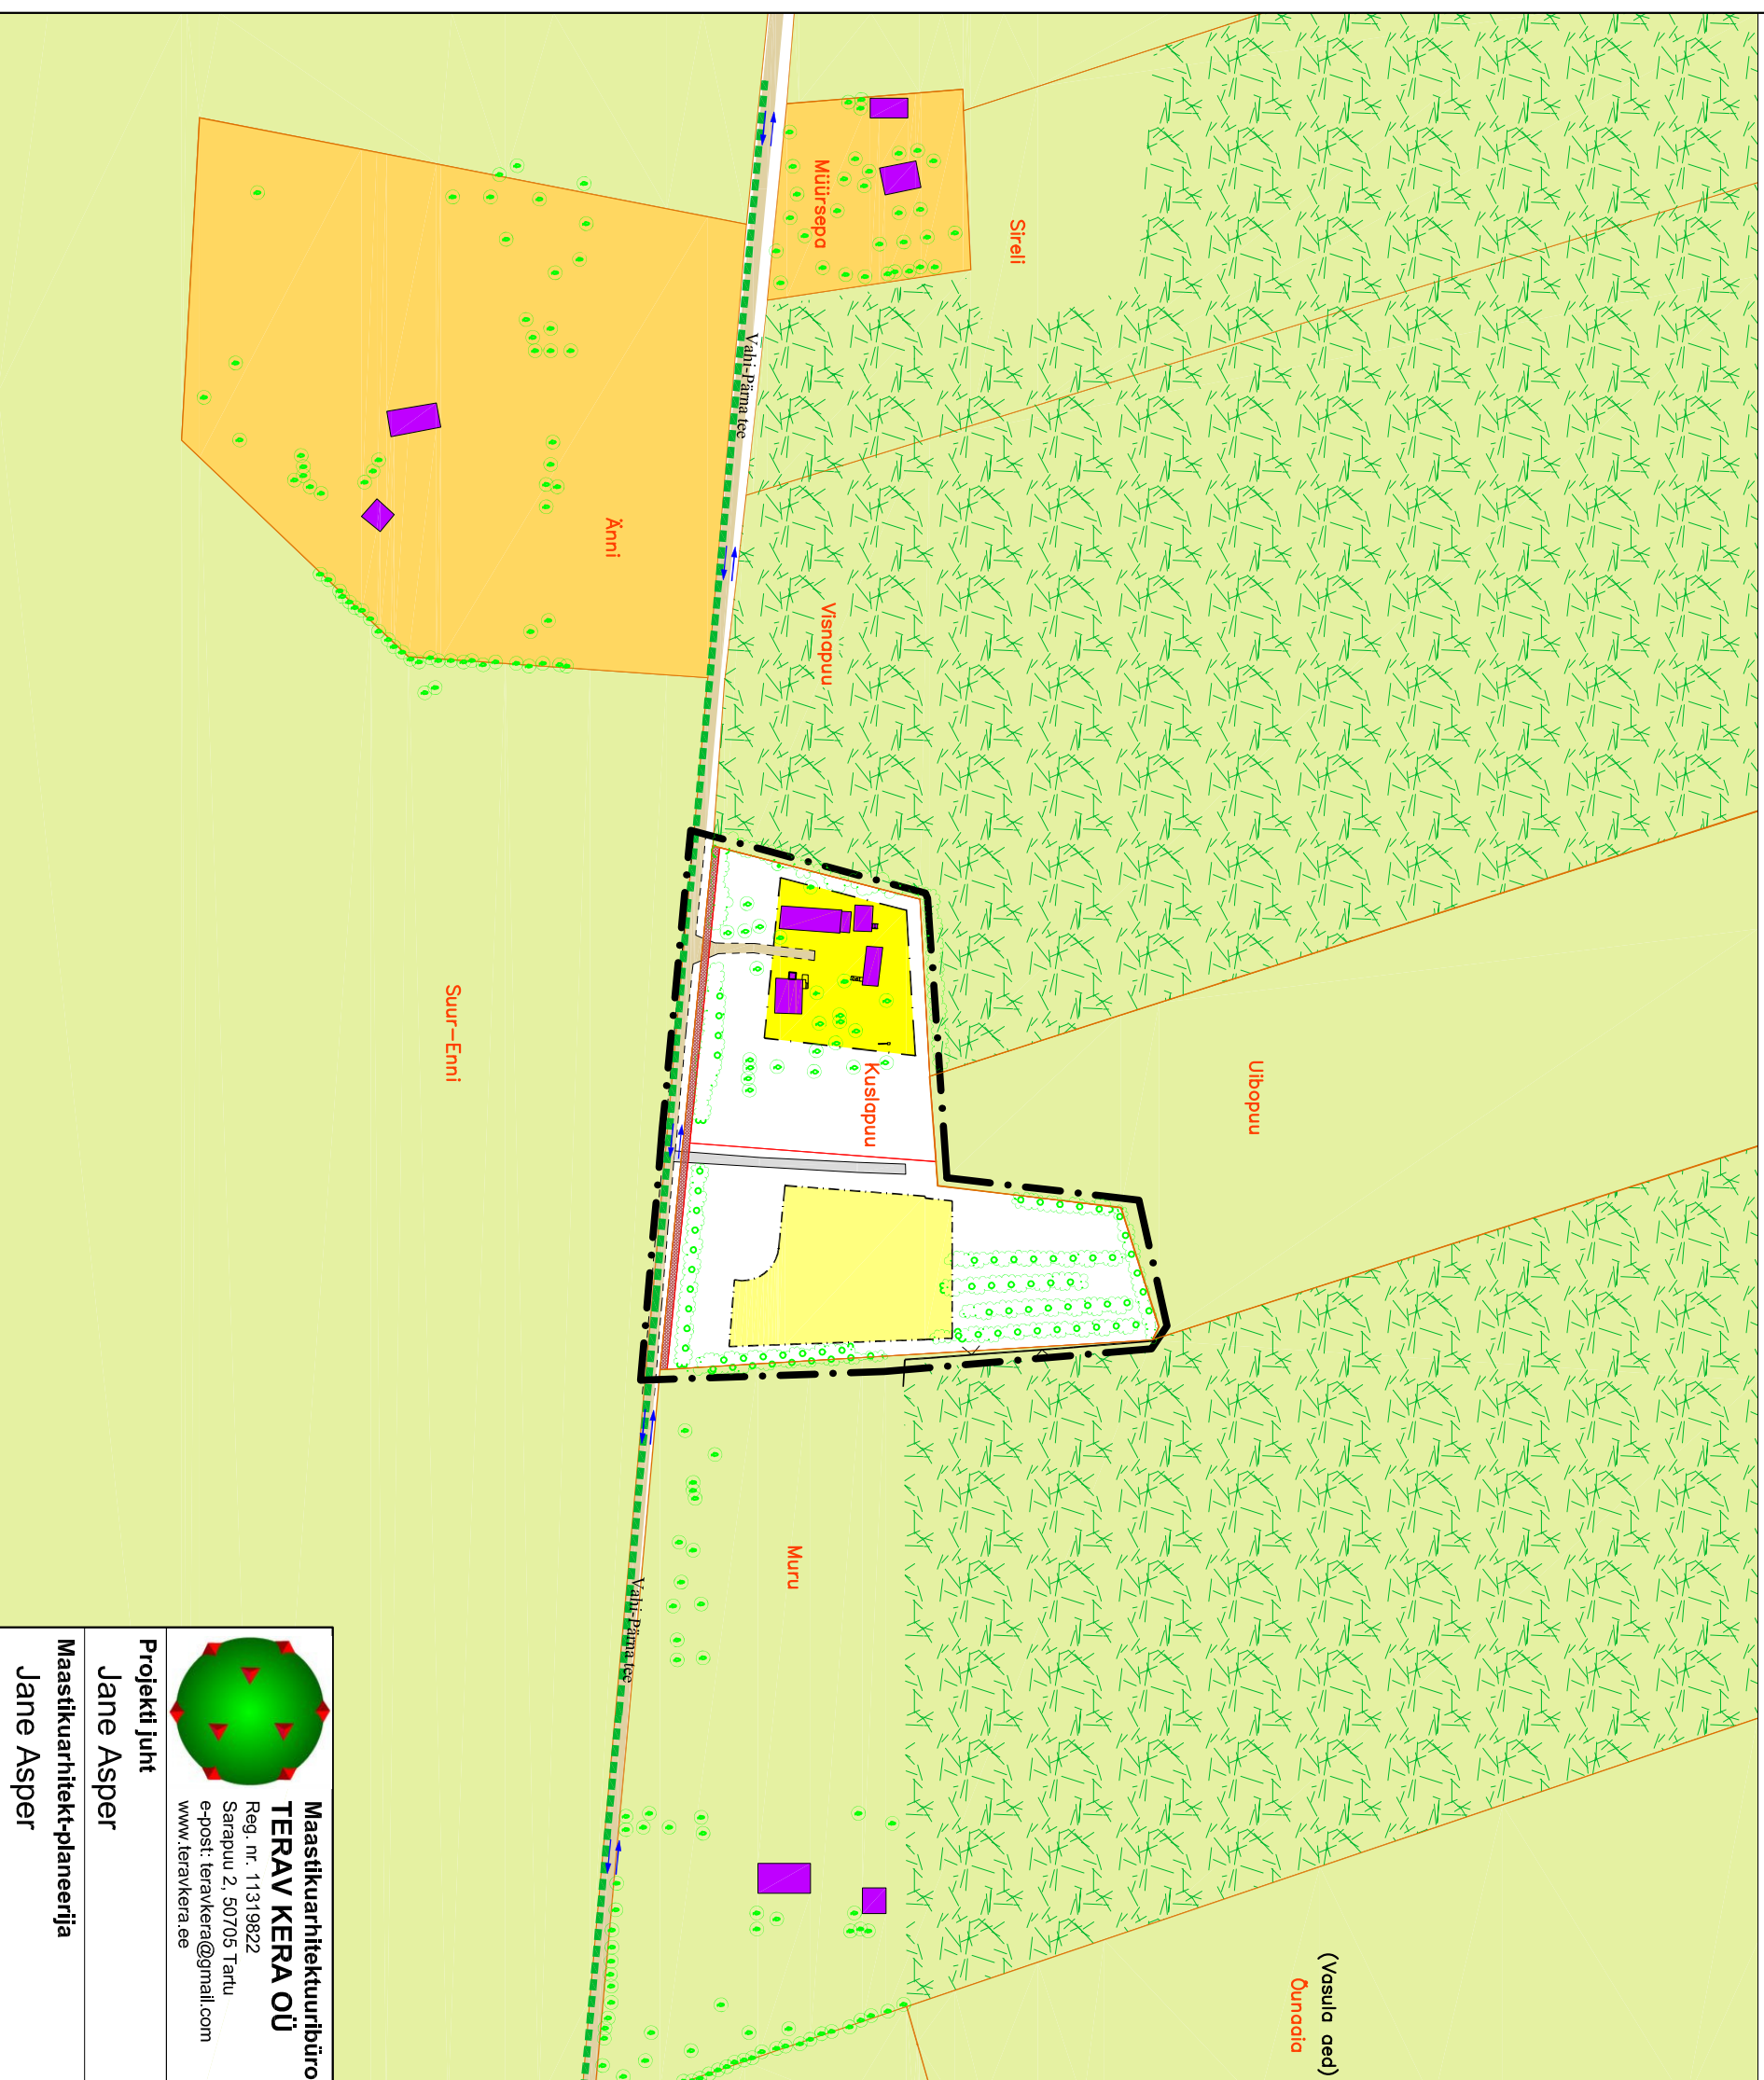 Sireli
Müürsepa
Vahi-Pärna tee
Änni
Visnapuu
Uibopuu
Kuslapuu
Suur-Enni
Muru
Vahi-Pärna tee
(Vasula aed)
Õunaaia
Maastikuarhitektuuribüro
TERAV KERA OÜ
Reg. nr. 11319822
Sarapuu 2, 50705 Tartu
e-post: teravkera@gmail.com
www.teravkera.ee
Projekti juht
Jane Asper
Maastikuarhitekt-planeerija
Jane Asper